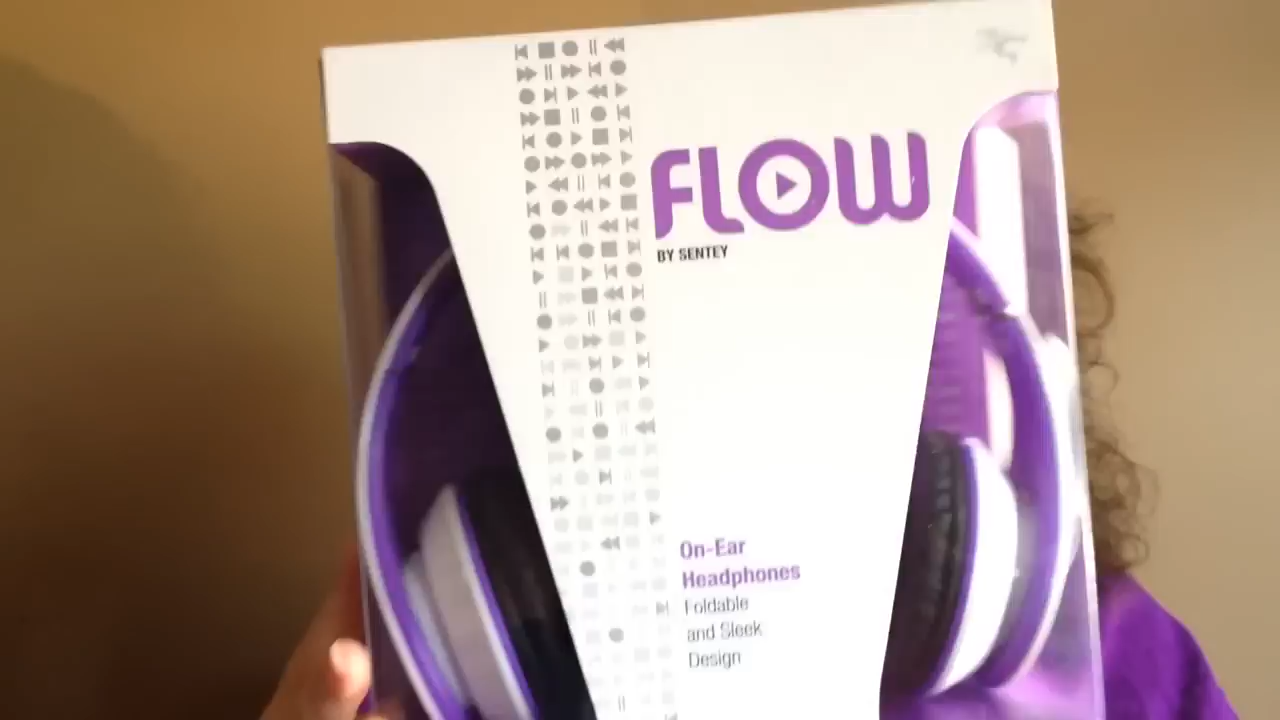 FLOW
BY SENTEY
On-Ear
Headphones
Foldable
and Sleek
Design